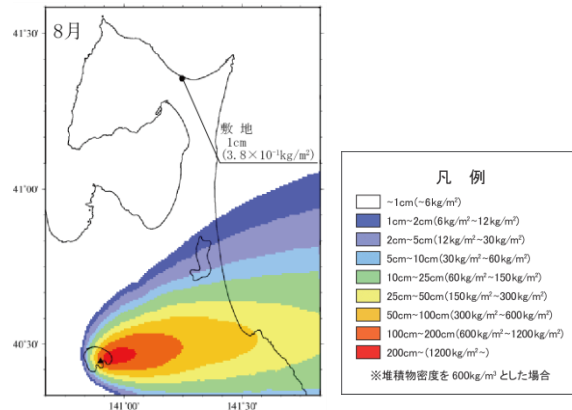 41°30'
8月
敷 地
1cm
(3.8×10⁻¹kg/m²)
41°00'
40°30'
141°00'
141°30'
凡 例
~1cm(~6kg/m²)
1cm~2cm(6kg/m²~12kg/m²)
2cm~5cm(12kg/m²~30kg/m²)
5cm~10cm(30kg/m²~60kg/m²)
10cm~25cm(60kg/m²~150kg/m²)
25cm~50cm(150kg/m²~300kg/m²)
50cm~100cm(300kg/m²~600kg/m²)
100cm~200cm(600kg/m²~1200kg/m²)
200cm~(1200kg/m²~)
※堆積物密度を600kg/m³とした場合